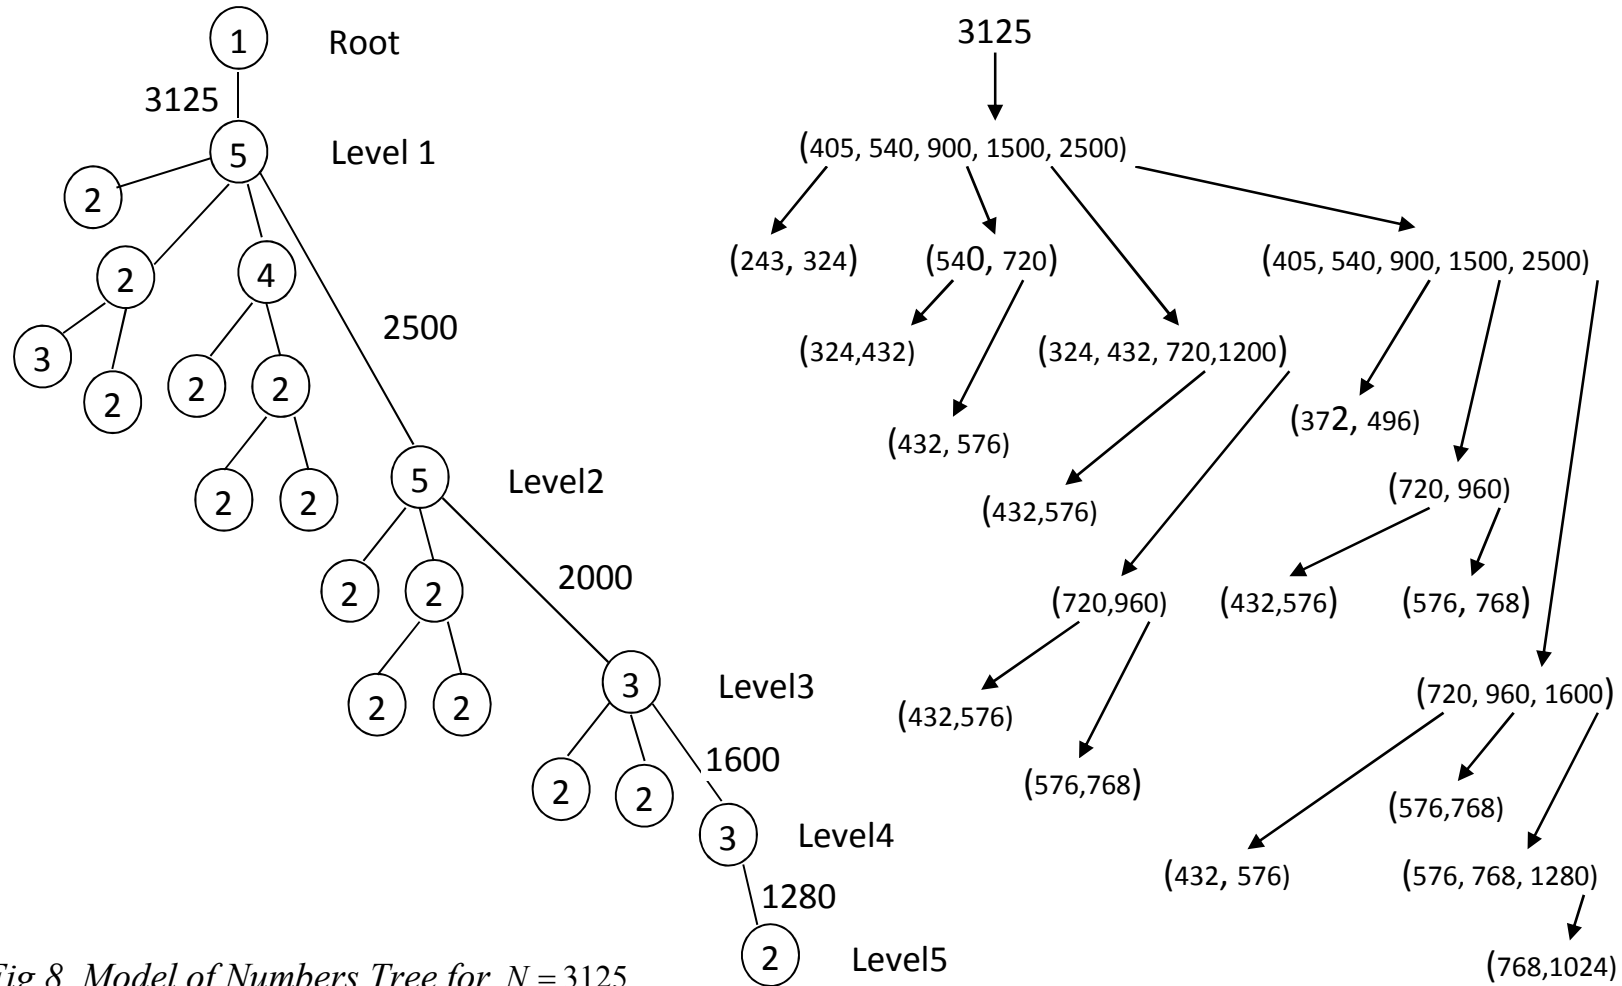 1 Root
3125
5 Level 1
2
2 4
3 2 2 2
2 2
2500
5 Level2
2 2
2 2
2000
3 Level3
2 2
1600
3 Level4
1280
2 Level5
3125
(405, 540, 900, 1500, 2500)
(243, 324) (540, 720) (405, 540, 900, 1500, 2500)
(324,432) (324, 432, 720,1200)
(372, 496)
(432, 576)
(720, 960)
(432,576)
(720,960) (432,576) (576, 768)
(720, 960, 1600)
(432,576)
(576,768) (576,768)
(432, 576) (576, 768, 1280)
(768,1024)
Fig 8 Model of Numbers Tree for N = 3125